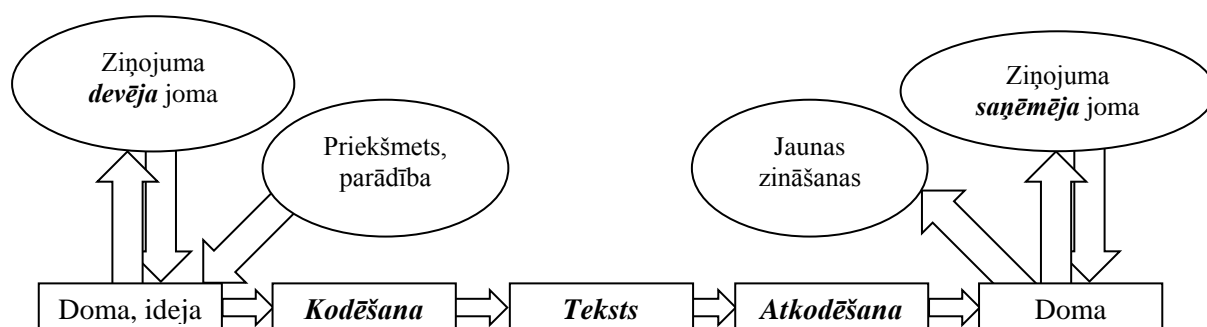 Ziņojuma
devēja joma
Ziņojuma
saņēmēja joma
Priekšmets,
parādība
Jaunas
zināšanas
Doma, ideja
Kodēšana
Teksts
Atkodēšana
Doma